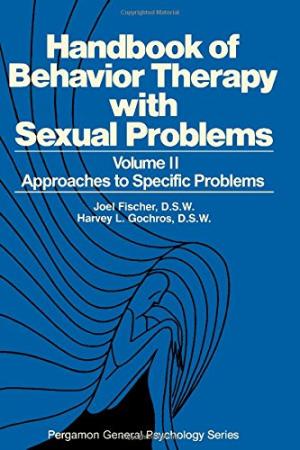 Handbook of
Behavior Therapy
with
Sexual Problems
Volume II
Approaches to Specific Problems
Joel Fischer, D.S.W.
Harvey L. Gochros, D.S.W.
Pergamon General Psychology Series